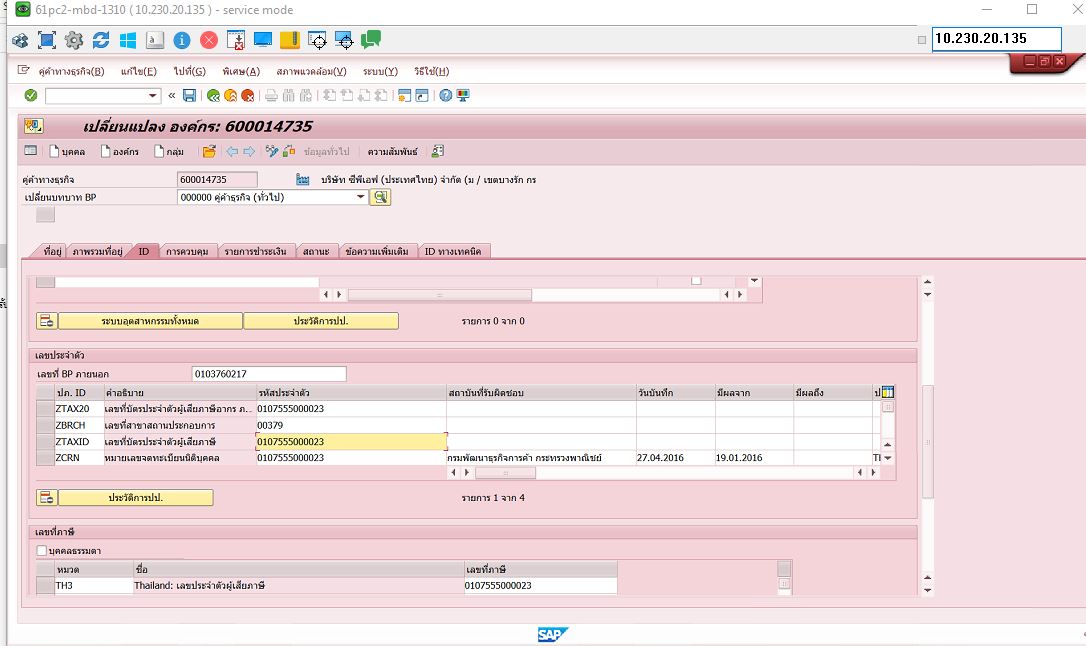 61pc2-mbd-1310 ( 10.230.20.135 ) - service mode
10.230.20.135
คู่ค้าทางธุรกิจ(B) แก้ไข(E) ไปที่(G) พิเศษ(A) สภาพแวดล้อม(V) ระบบ(Y) วิธีใช้(H)
เปลี่ยนแปลง องค์กร: 600014735
บุคคล องค์กร กลุ่ม ข้อมูลทั่วไป ความสัมพันธ์
คู่ค้าทางธุรกิจ 600014735 บริษัท ซีพีเอฟ (ประเทศไทย) จำกัด (ม / เขตบางรัก กร
เปลี่ยนบทบาท BP 000000 คู่ค้าธุรกิจ (ทั่วไป)
ที่อยู่ ภาพรวมที่อยู่ ID การควบคุม รายการชำระเงิน สถานะ ข้อความเพิ่มเติม ID ทางเทคนิค
ระบบอุตสาหกรรมทั้งหมด ประวัติการปป. รายการ 0 จาก 0
เลขประจำตัว
เลขที่ BP ภายนอก 0103760217
ปภ. ID คำอธิบาย รหัสประจำตัว สถาบันที่รับผิดชอบ วันบันทึก มีผลจาก มีผลถึง ป
ZTAX20 เลขที่บัตรประจำตัวผู้เสียภาษีอากร ภ... 0107555000023
ZBRCH เลขที่สาขาสถานประกอบการ 00379
ZTAXID เลขที่บัตรประจำตัวผู้เสียภาษี 0107555000023
ZCRN หมายเลขจดทะเบียนนิติบุคคล 0107555000023 กรมพัฒนาธุรกิจการค้า กระทรวงพาณิชย์ 27.04.2016 19.01.2016
ประวัติการปป. รายการ 1 จาก 4
เลขที่ภาษี
บุคคลธรรมดา
หมวด ชื่อ เลขที่ภาษี
TH3 Thailand: เลขประจำตัวผู้เสียภาษี 0107555000023
SAP